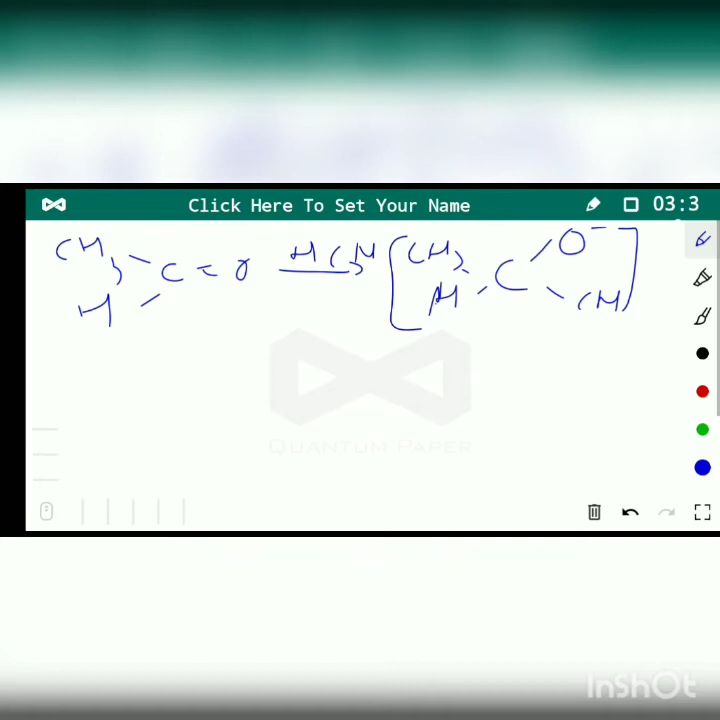 Click Here To Set Your Name 03:3
CH3 HCN [CH3 O-]
C = O C
H H CN
QUANTUM PAPER
InShOt